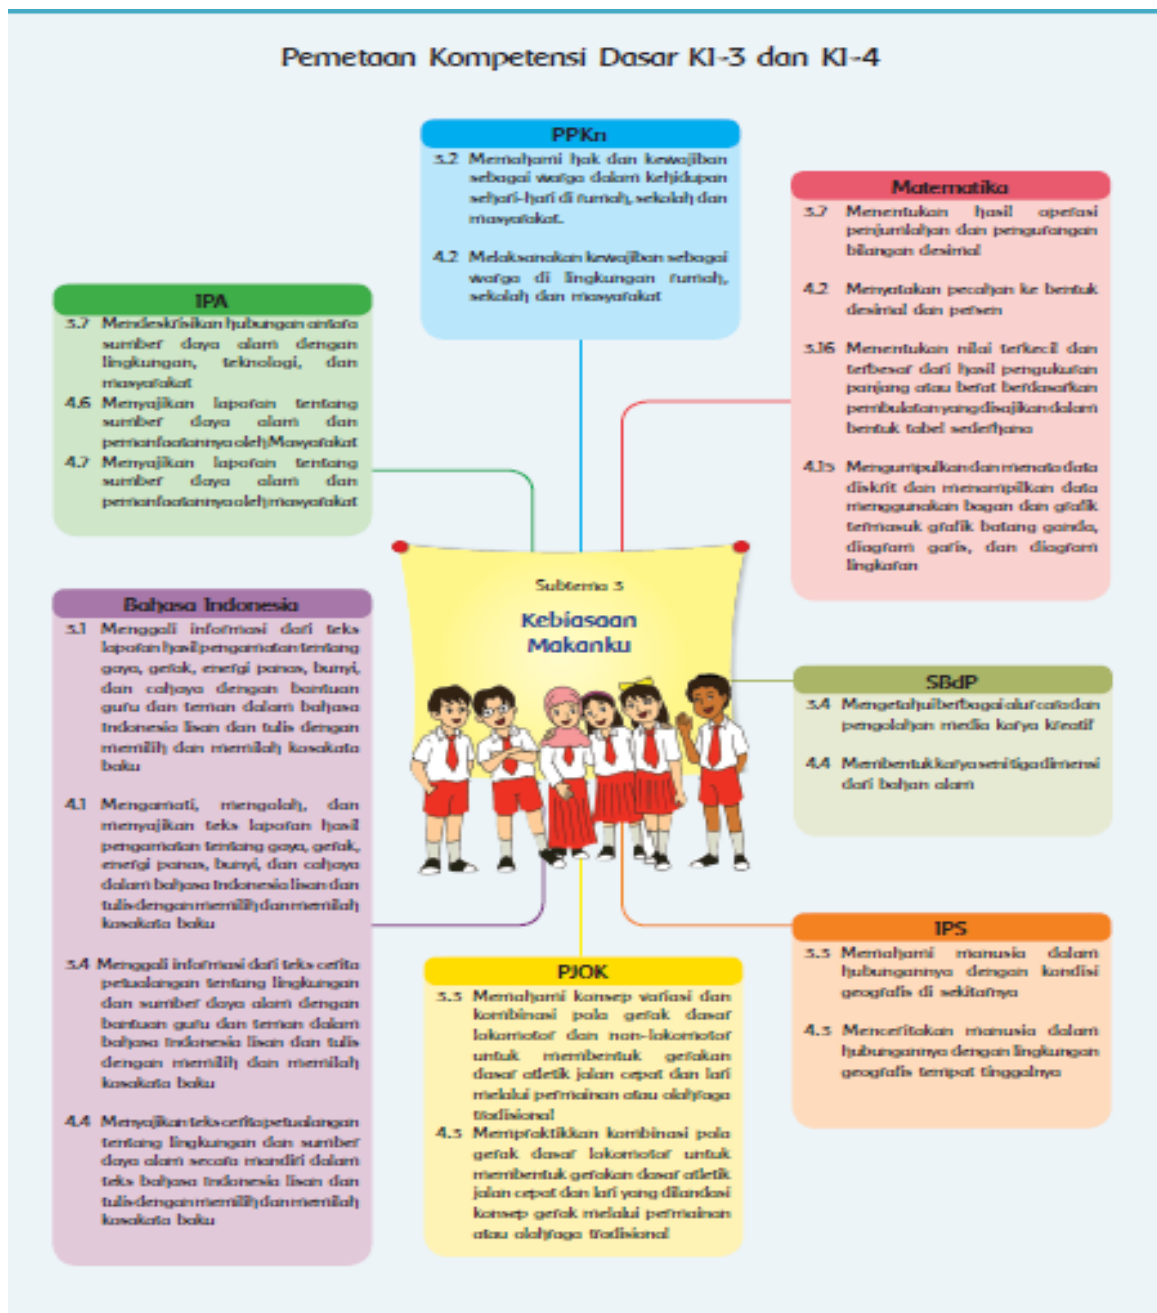 Pemetaan Kompetensi Dasar KI-3 dan KI-4
PPKn
3.2 Memahami hak dan kewajiban
sebagai warga dalam kehidupan
sehari-hari di rumah, sekolah dan
masyarakat.
4.2 Melaksanakan kewajiban sebagai
warga di lingkungan rumah,
sekolah dan masyarakat
Matematika
3.7 Menentukan hasil operasi
penjumlahan dan pengurangan
bilangan desimal
4.2 Menyatakan pecahan ke bentuk
desimal dan persen
3.16 Menentukan nilai terkecil dan
terbesar dari hasil pengukuran
panjang atau berat berdasarkan
pembulatan yang disajikan dalam
bentuk tabel sederhana
4.15 Mengumpulkan dan menata data
diskrit dan menampilkan data
menggunakan bagan dan grafik
termasuk grafik batang ganda,
diagram garis, dan diagram
lingkaran
IPA
3.7 Mendeskrisikan hubungan antara
sumber daya alam dengan
lingkungan, teknologi, dan
masyarakat
4.6 Menyajikan laporan tentang
sumber daya alam dan
pemanfaatannya oleh Masyarakat
4.7 Menyajikan laporan tentang
sumber daya alam dan
pemanfaatannya oleh masyarakat
Subtema 3
Kebiasaan
Makanku
Bahasa Indonesia
3.1 Menggali informasi dari teks
laporan hasil pengamatan tentang
gaya, gerak, energi panas, bunyi,
dan cahaya dengan bantuan
guru dan teman dalam bahasa
Indonesia lisan dan tulis dengan
memilih dan memilah kosakata
baku
4.1 Mengamati, mengolah, dan
menyajikan teks laporan hasil
pengamatan tentang gaya, gerak,
energi panas, bunyi, dan cahaya
dalam bahasa Indonesia lisan dan
tulis dengan memilih dan memilah
kosakata baku
3.4 Menggali informasi dari teks cerita
petualangan tentang lingkungan
dan sumber daya alam dengan
bantuan guru dan teman dalam
bahasa Indonesia lisan dan tulis
dengan memilih dan memilah
kosakata baku
4.4 Menyajikan teks cerita petualangan
tentang lingkungan dan sumber
daya alam secara mandiri dalam
teks bahasa Indonesia lisan dan
tulis dengan memilih dan memilah
kosakata baku
SBdP
3.4 Mengetahui berbagai alur cara dan
pengolahan media karya kreatif
4.4 Membentuk karya seni tiga dimensi
dari bahan alam
PJOK
3.3 Memahami konsep variasi dan
kombinasi pola gerak dasar
lokomotor dan non-lokomotor
untuk membentuk gerakan
dasar atletik jalan cepat dan lari
melalui permainan atau olahraga
tradisional
4.3 Mempraktikkan kombinasi pola
gerak dasar lokomotor untuk
membentuk gerakan dasar atletik
jalan cepat dan lari yang dilandasi
konsep gerak melalui permainan
atau olahraga tradisional
IPS
3.3 Memahami manusia dalam
hubungannya dengan kondisi
geografis di sekitarnya
4.3 Menceritakan manusia dalam
hubungannya dengan lingkungan
geografis tempat tinggalnya